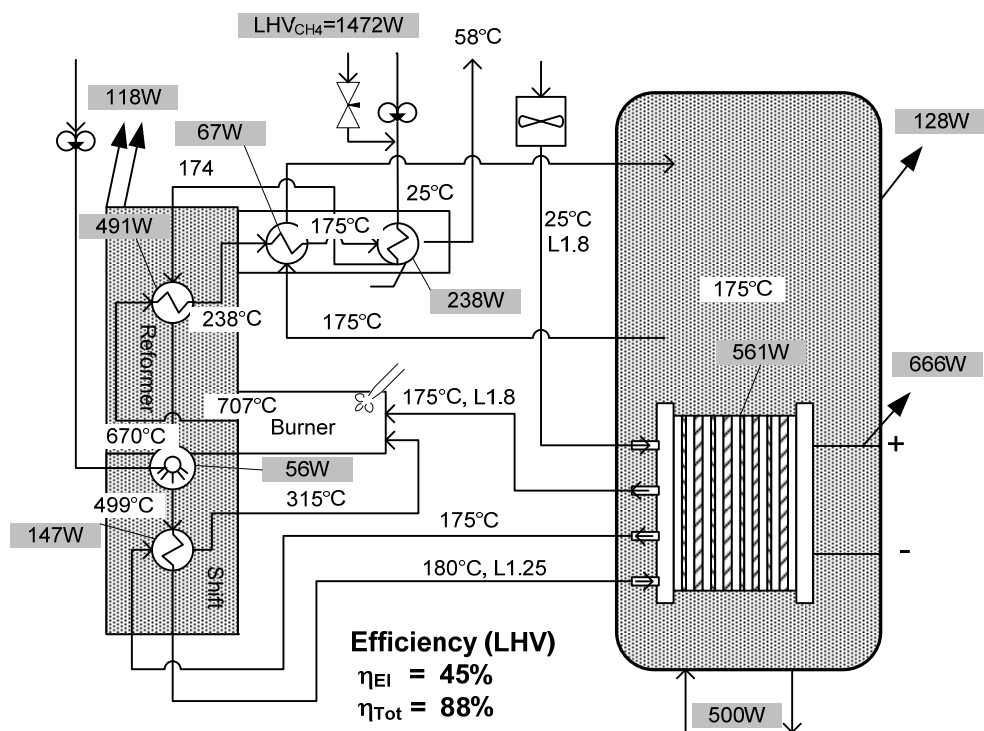 LHVCH4=1472W
58°C
118W
67W
128W
174
25°C
25°C
L1.8
491W
175°C
238W
175°C
238°C
175°C
Reformer
561W
666W
707°C
175°C, L1.8
Burner
670°C
+
56W
499°C
315°C
147W
175°C
-
180°C, L1.25
Shift
Efficiency (LHV)
ηEl = 45%
ηTot = 88%
500W